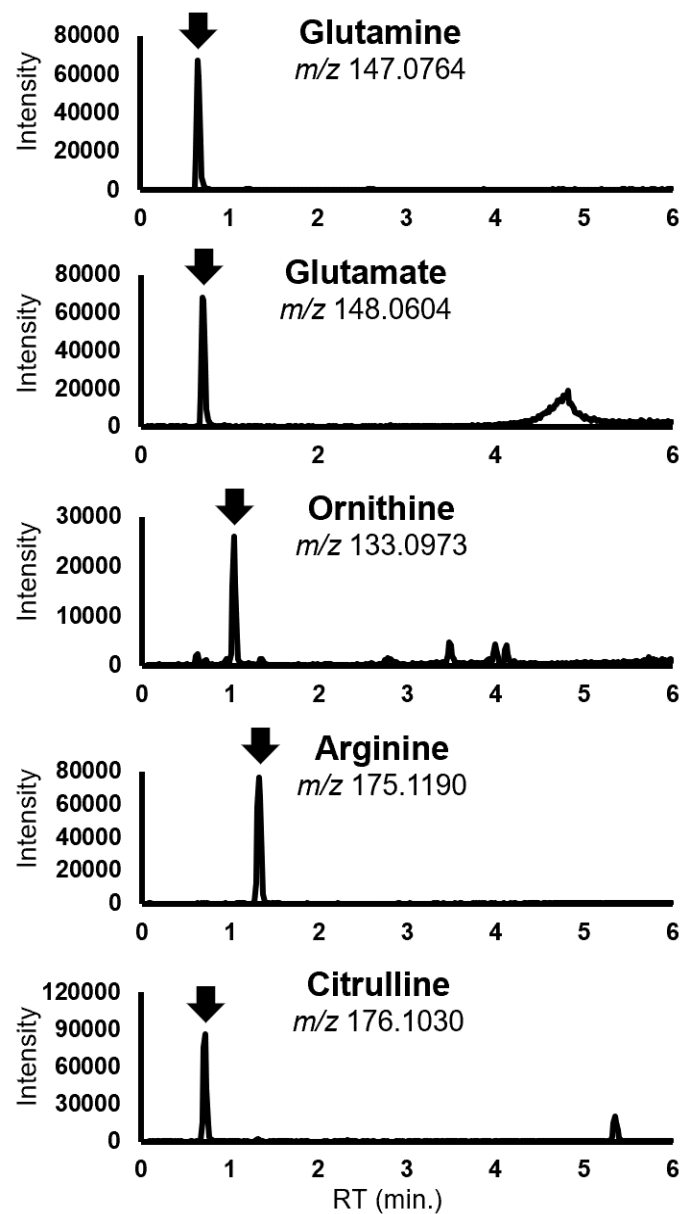 Glutamine
m/z 147.0764
Intensity
80000
60000
40000
20000
0
0 1 2 3 4 5 6
Glutamate
m/z 148.0604
Intensity
80000
60000
40000
20000
0
0 2 4 6
Ornithine
m/z 133.0973
Intensity
30000
20000
10000
0
0 1 2 3 4 5 6
Arginine
m/z 175.1190
Intensity
80000
60000
40000
20000
0
0 1 2 3 4 5 6
Citrulline
m/z 176.1030
Intensity
120000
90000
60000
30000
0
0 1 2 3 4 5 6
RT (min.)